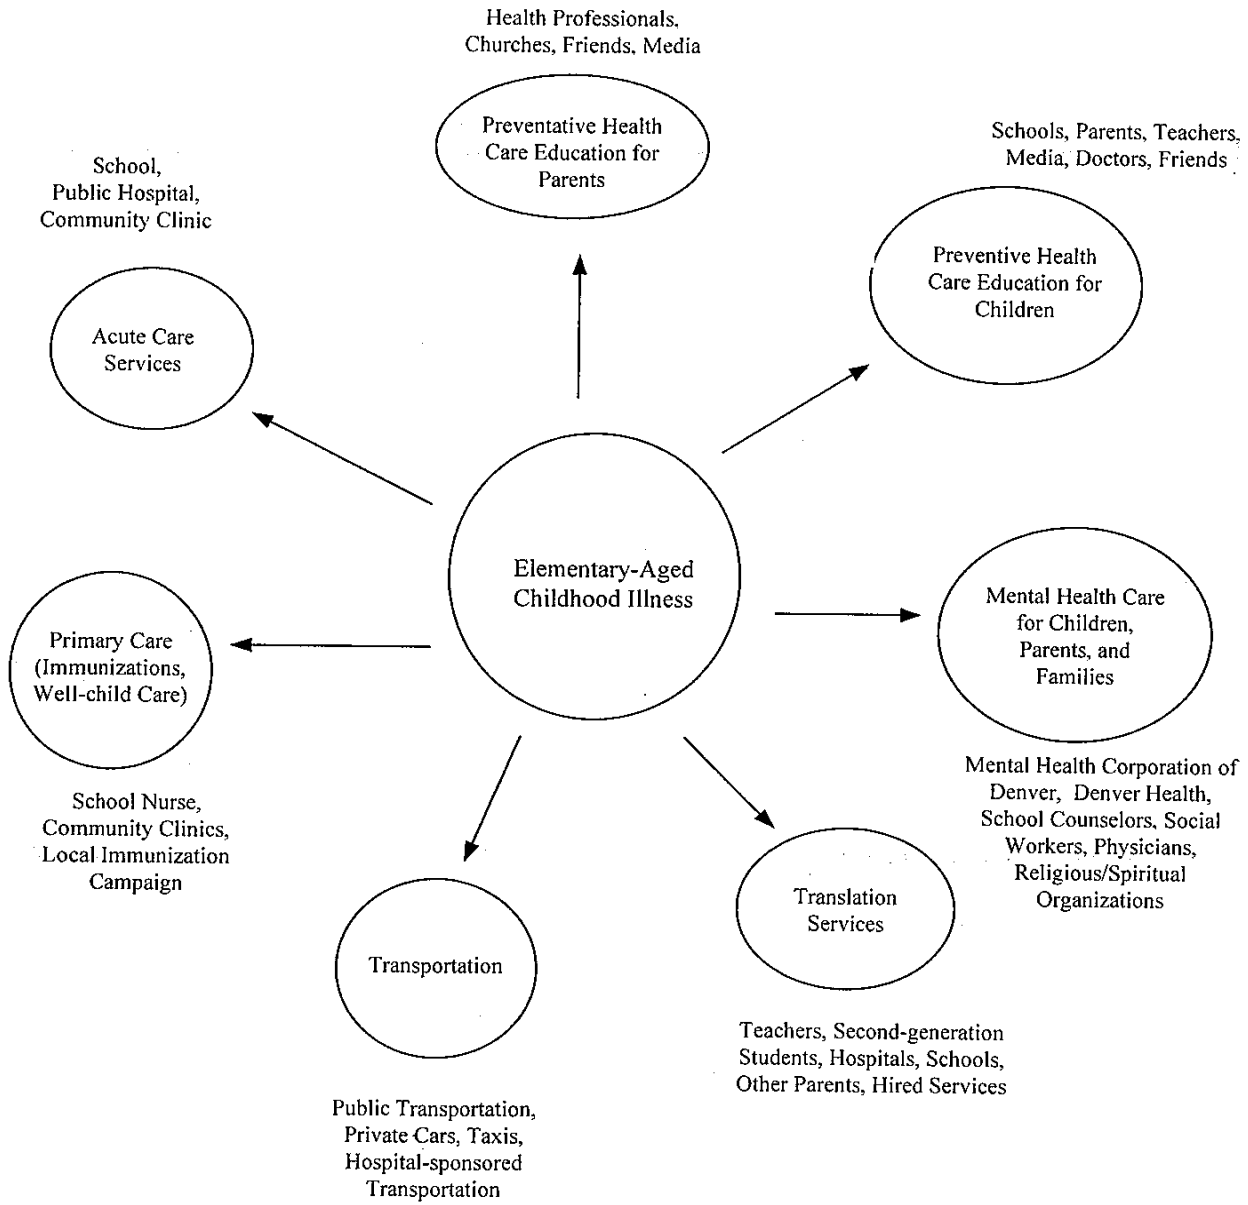 Health Professionals,
Churches, Friends, Media
Preventative Health
Care Education for
Parents
Schools, Parents, Teachers,
Media, Doctors, Friends
Preventive Health
Care Education for
Children
School,
Public Hospital,
Community Clinic
Acute Care
Services
Elementary-Aged
Childhood Illness
Mental Health Care
for Children,
Parents, and
Families
Mental Health Corporation of
Denver, Denver Health,
School Counselors, Social
Workers, Physicians,
Religious/Spiritual
Organizations
Primary Care
(Immunizations,
Well-child Care)
School Nurse,
Community Clinics,
Local Immunization
Campaign
Transportation
Public Transportation,
Private Cars, Taxis,
Hospital-sponsored
Transportation
Translation
Services
Teachers, Second-generation
Students, Hospitals, Schools,
Other Parents, Hired Services